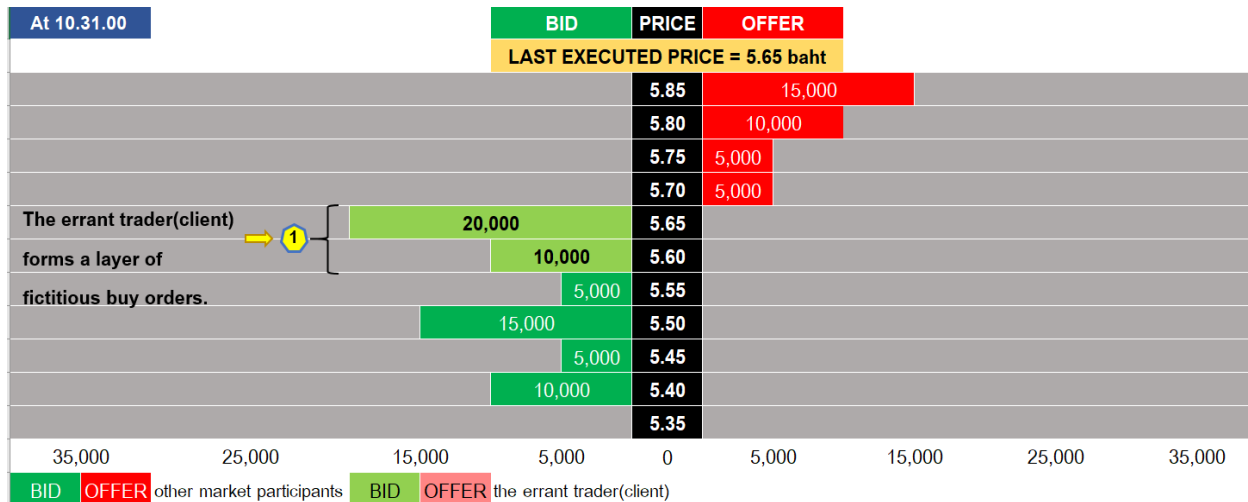 At 10.31.00 BID PRICE OFFER
LAST EXECUTED PRICE = 5.65 baht
5.85 15,000
5.80 10,000
5.75 5,000
5.70 5,000
The errant trader(client) 20,000 5.65
1
forms a layer of 10,000 5.60
fictitious buy orders. 5,000 5.55
15,000 5.50
5,000 5.45
10,000 5.40
5.35
35,000 25,000 15,000 5,000 0 5,000 15,000 25,000 35,000
BID OFFER other market participants BID OFFER the errant trader(client)